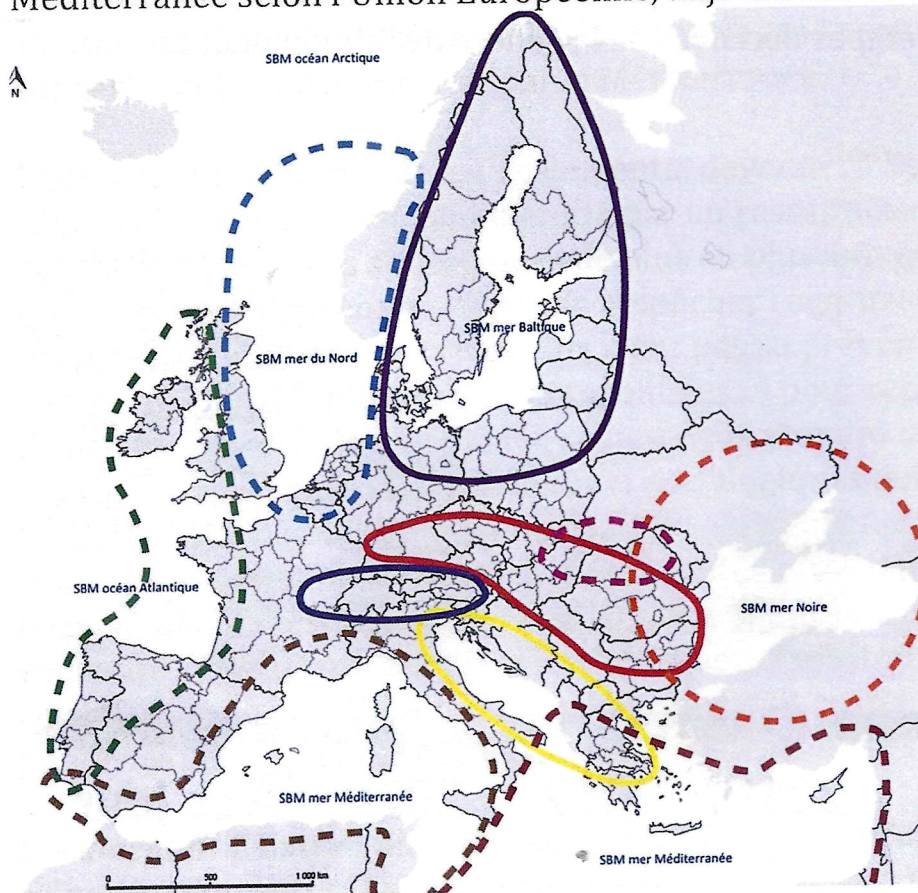 Méditerranée selon l'Union Européenne,
SBM océan Arctique
N
SBM mer Baltique
SBM mer du Nord
SBM océan Atlantique
SBM mer Noire
SBM mer Méditerranée
SBM mer Méditerranée
0 500 1 000 km